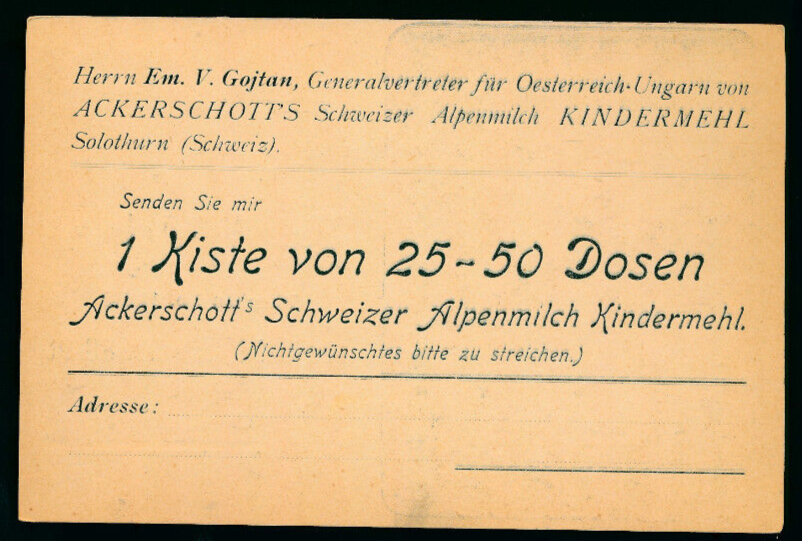 Herrn Em. V. Gojtan, Generalvertreter für Oesterreich-Ungarn von
ACKERSCHOTT'S Schweizer Alpenmilch KINDERMEHL
Solothurn (Schweiz).
Senden Sie mir
1 Kiste von 25-50 Dosen
Ackerschott's Schweizer Alpenmilch Kindermehl.
(Nichtgewünschtes bitte zu streichen.)
Adresse: